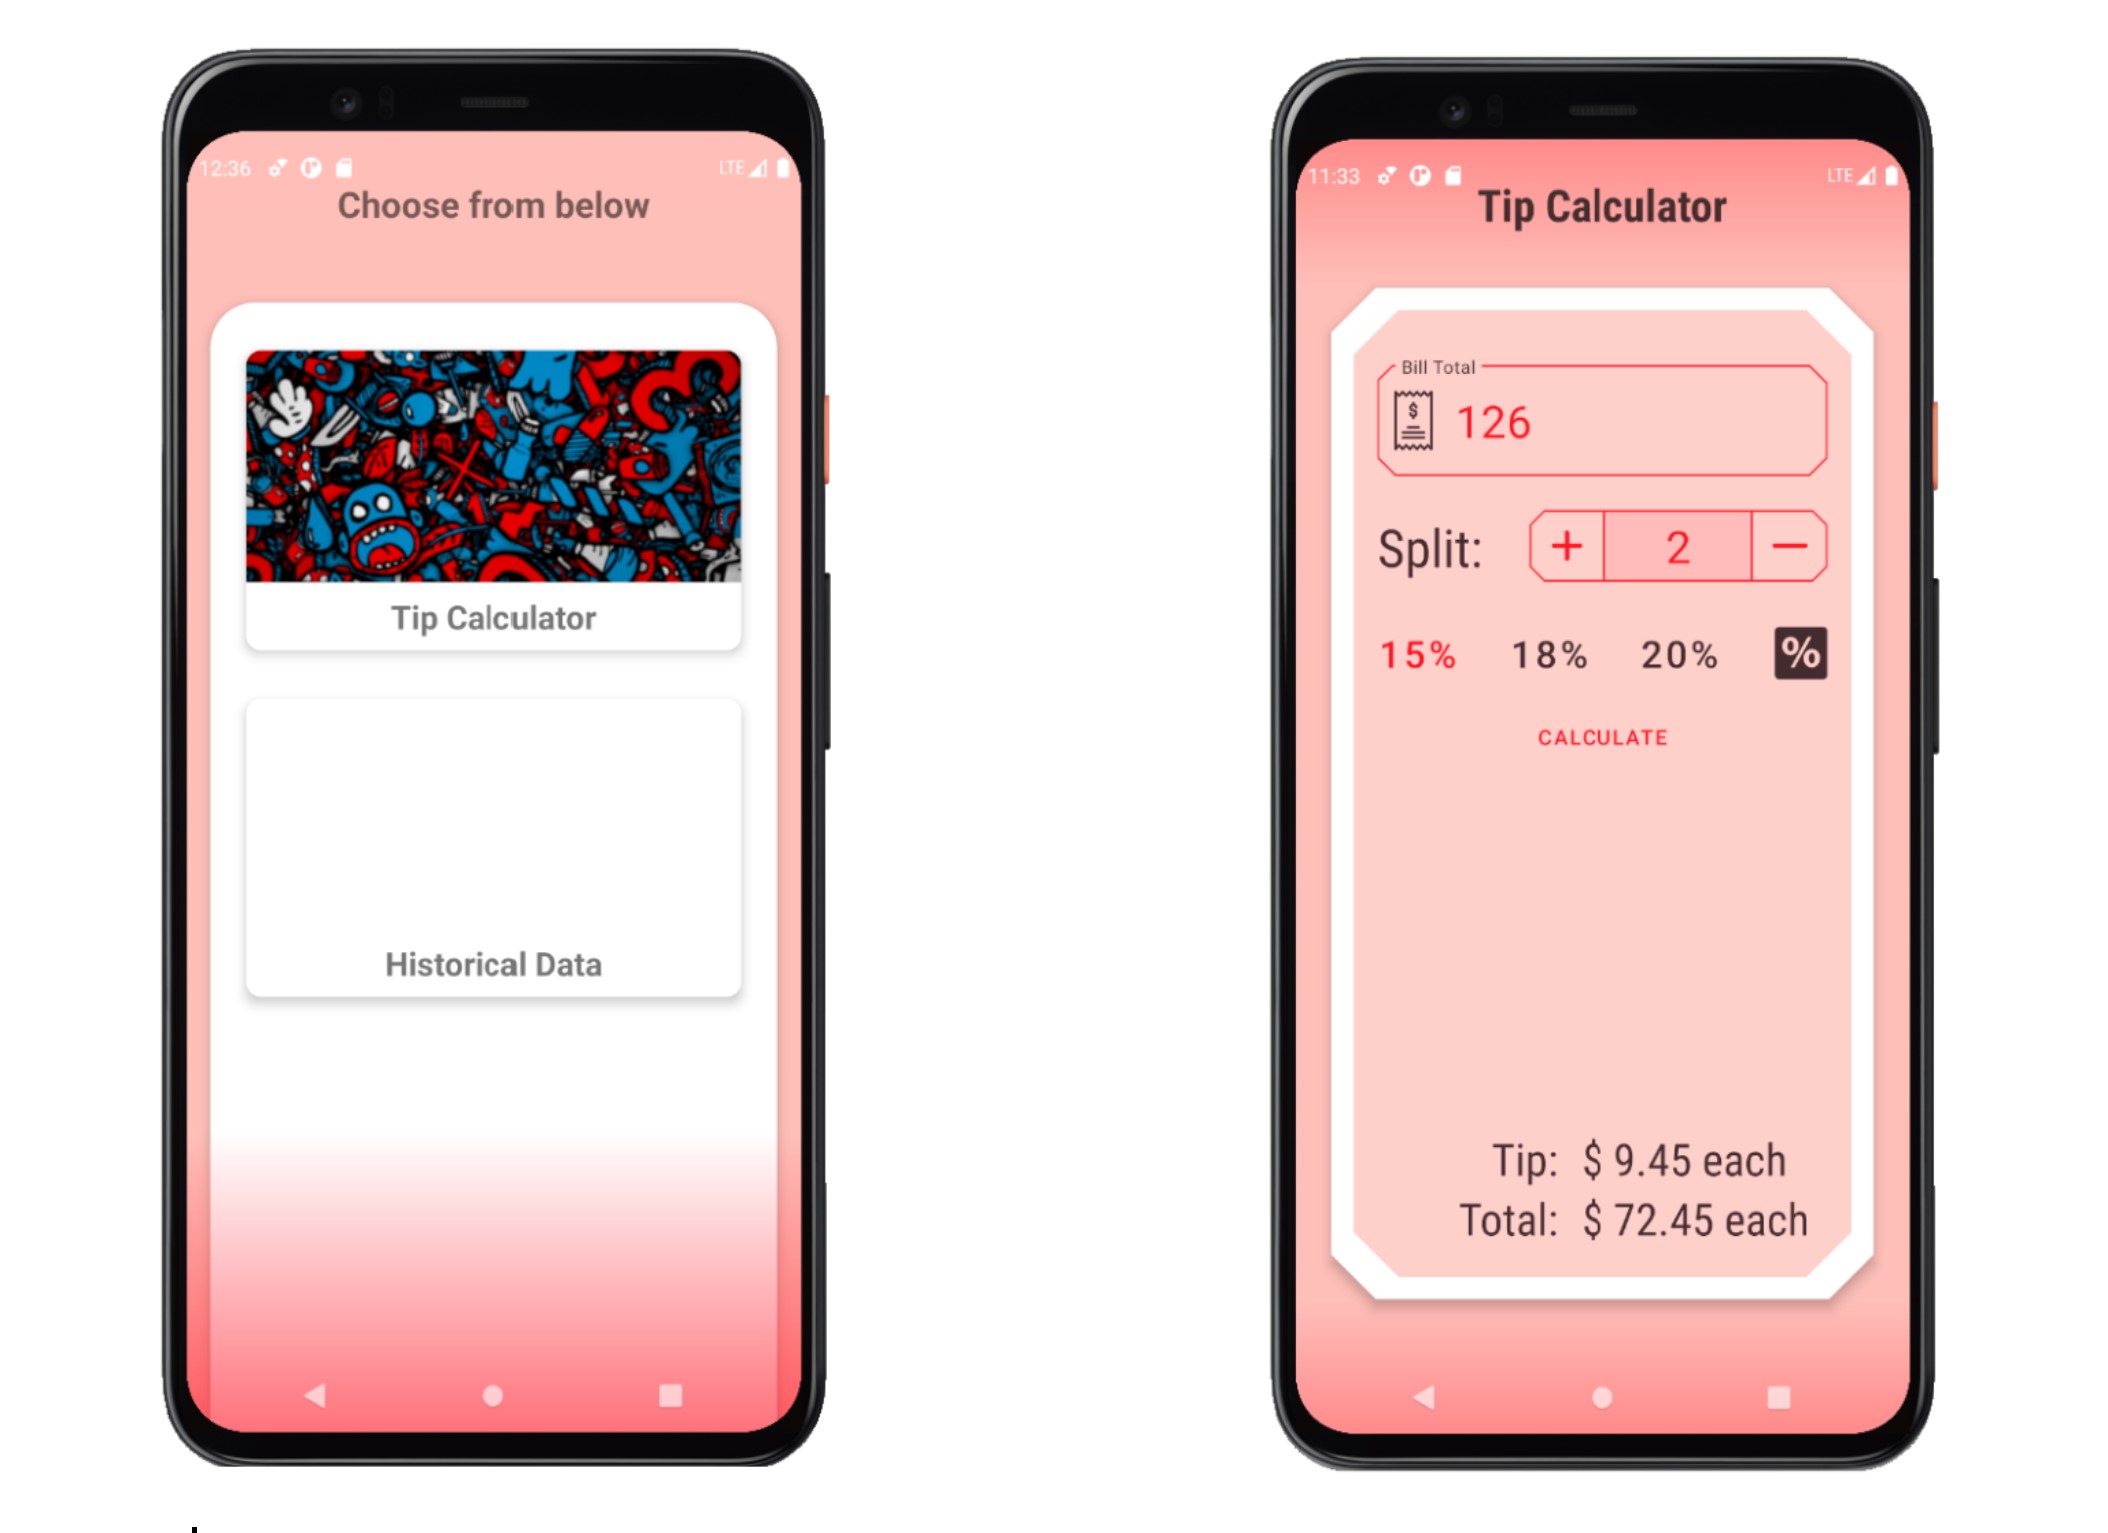 12:36 LTE
Choose from below
Tip Calculator
Historical Data
11:33 LTE
Tip Calculator
Bill Total
$ 126
Split: + 2 −
15% 18% 20% %
CALCULATE
Tip: $ 9.45 each
Total: $ 72.45 each